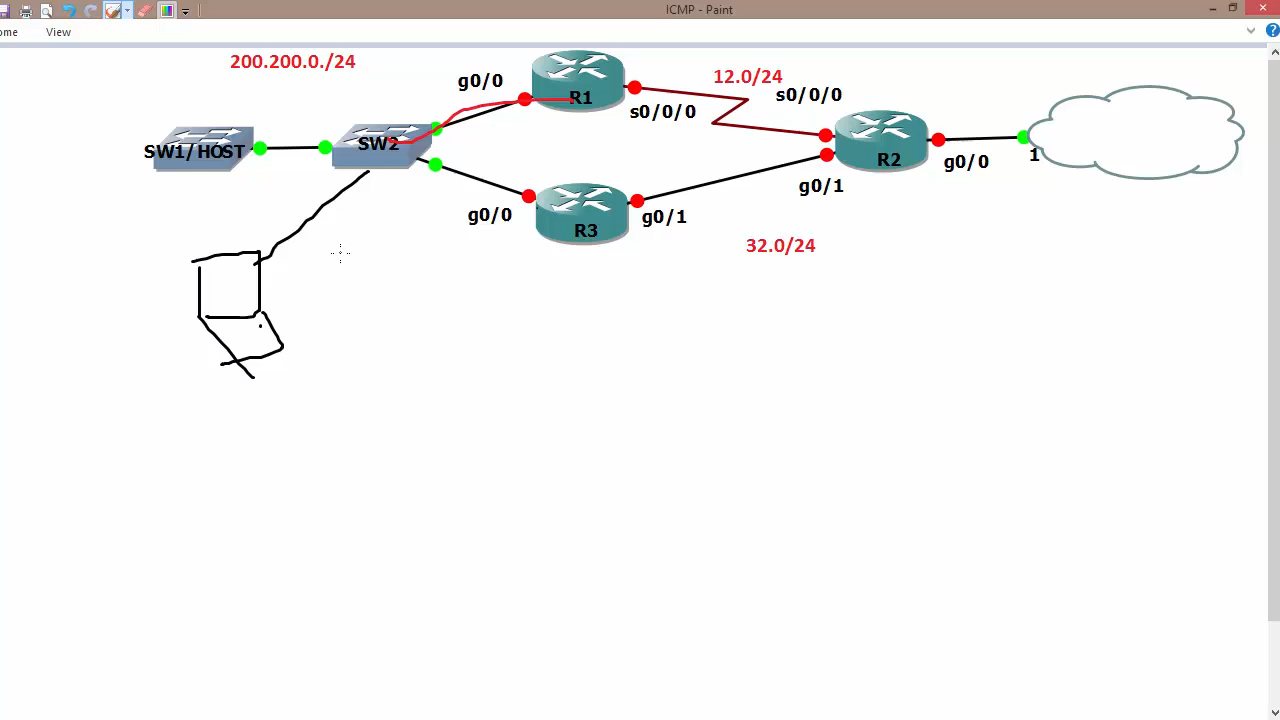 ICMP - Paint
ome View
200.200.0./24
g0/0
R1
12.0/24
s0/0/0
s0/0/0
SW1/HOST
SW2
R2
1
g0/0
g0/1
g0/0
R3
g0/1
32.0/24